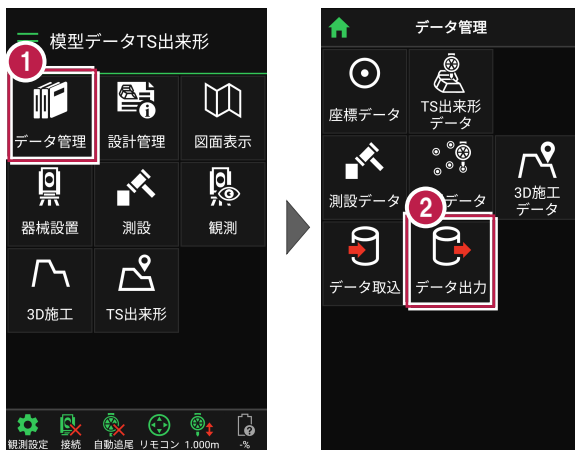 模型データTS出来形
1
データ管理
設計管理
図面表示
器械設置
測設
観測
3D施工
TS出来形
観測設定
接続
自動追尾
リモコン
1.000m
-%
データ管理
座標データ
TS出来形
データ
測設データ
データ
3D施工
データ
2
データ取込
データ出力